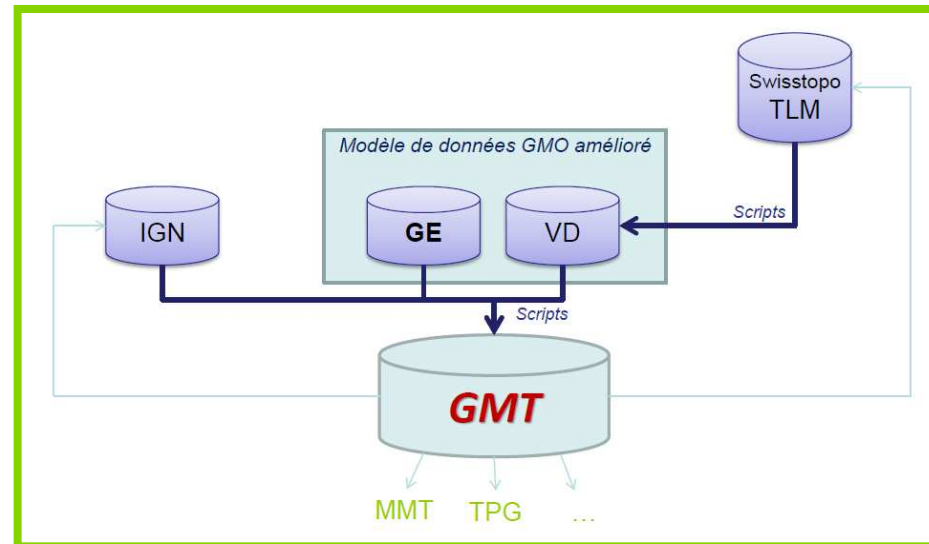 Swisstopo
TLM
Modèle de données GMO amélioré
IGN
GE
VD
Scripts
Scripts
GMT
MMT
TPG
...